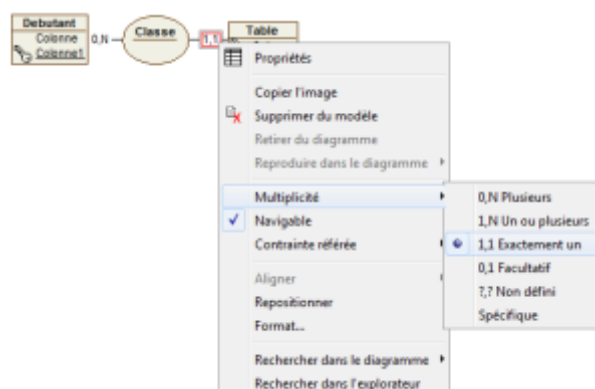 Debutant
Colonne
Colonne1
0,N
Classe
1,1
Table
Propriétés
Copier l'image
Supprimer du modèle
Retirer du diagramme
Reproduire dans le diagramme
Multiplicité
Navigable
Contrainte référée
Aligner
Repositionner
Format...
Rechercher dans le diagramme
Rechercher dans l'explorateur
0,N Plusieurs
1,N Un ou plusieurs
1,1 Exactement un
0,1 Facultatif
?,? Non défini
Spécifique